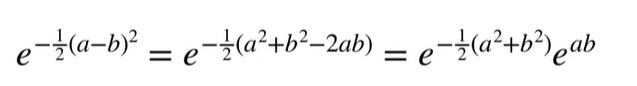 e^{-\frac{1}{2}(a-b)^2} = e^{-\frac{1}{2}(a^2+b^2-2ab)} = e^{-\frac{1}{2}(a^2+b^2)}e^{ab}